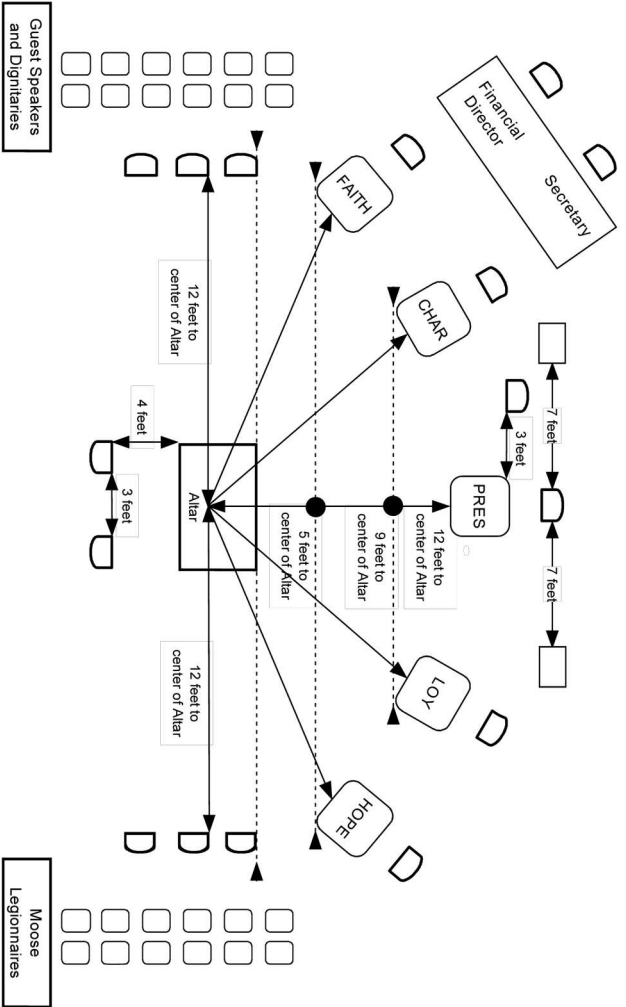 Guest Speakers
and Dignitaries
Financial
Director
Secretary
FAITH
CHAR
PRES
LOY
HOPE
7 feet
7 feet
3 feet
12 feet to
center of Altar
9 feet to
center of Altar
5 feet to
center of Altar
12 feet to
center of Altar
Altar
12 feet to
center of Altar
4 feet
3 feet
Moose
Legionnaires